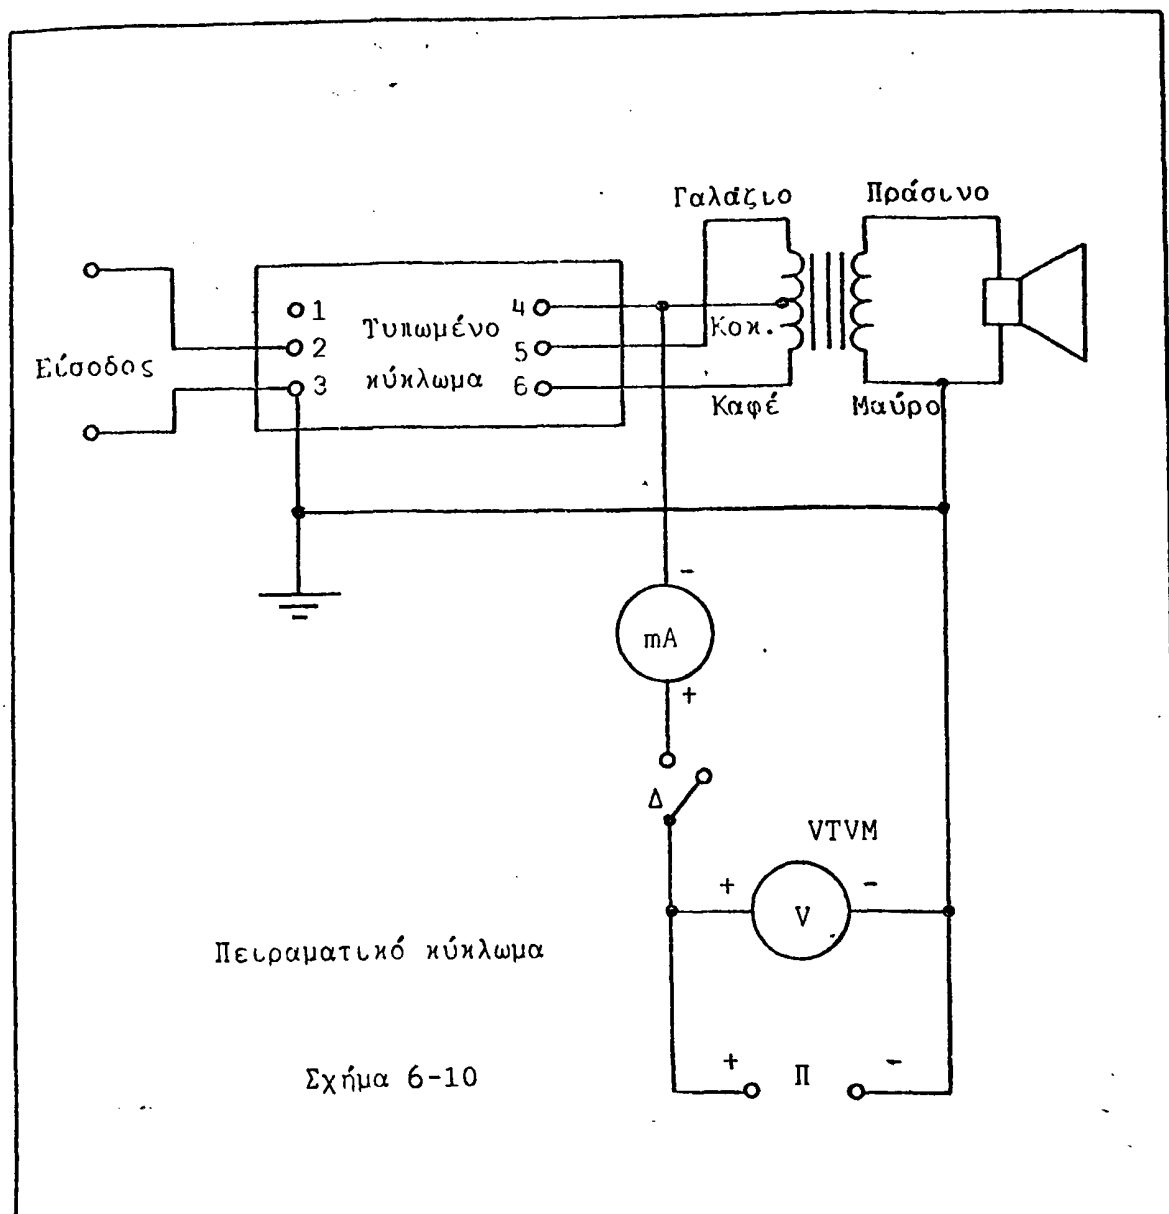 Γαλάζιο
Πράσινο
1
4
Τυπωμένο
2
5
Κοκ.
Είσοδος
3
κύκλωμα
6
Καφέ
Μαύρο
-
mA
+
Δ
VTVM
+
-
V
Πειραματικό κύκλωμα
+
Π
-
Σχήμα 6-10